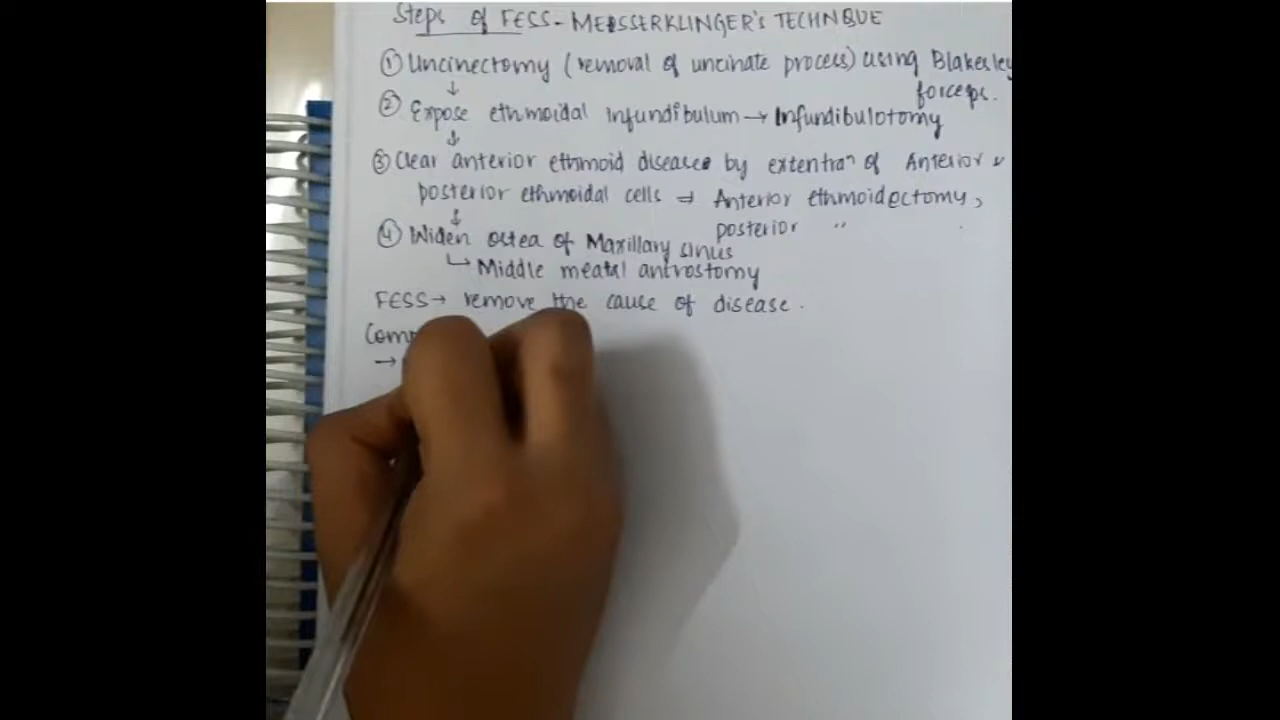 Steps of FESS - MESSERKLINGER'S TECHNIQUE
① Uncinectomy (removal of uncinate process) using Blakesley forceps.
↓
② Expose ethmoidal infundibulum → Infundibulotomy
↓
③ Clear anterior ethmoid disease by extentran of Anterior &
posterior ethmoidal cells → Anterior ethmoidectomy,
↓ posterior "
④ Widen ostea of Maxillary sinus
↳ Middle meatal antrostomy
FESS → remove the cause of disease.
Comp
→